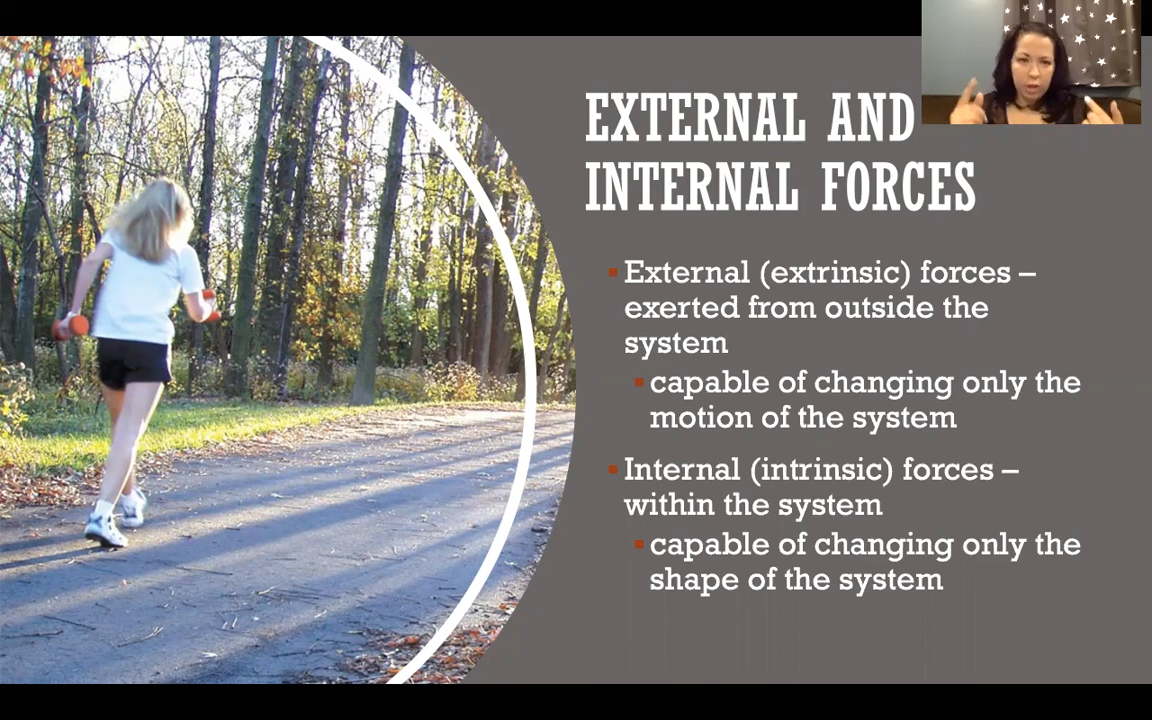 EXTERNAL AND
INTERNAL FORCES
External (extrinsic) forces –
exerted from outside the
system
capable of changing only the
motion of the system
Internal (intrinsic) forces –
within the system
capable of changing only the
shape of the system